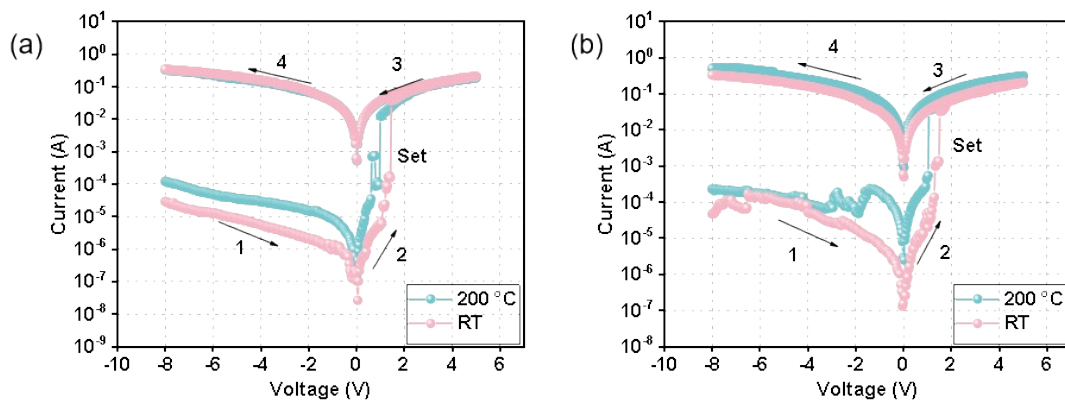 (a)
10^1
10^0
10^-1
10^-2
10^-3
10^-4
10^-5
10^-6
10^-7
10^-8
10^-9
Current (A)
4
3
Set
1
2
200 °C
RT
-10 -8 -6 -4 -2 0 2 4 6
Voltage (V)
(b)
10^1
10^0
10^-1
10^-2
10^-3
10^-4
10^-5
10^-6
10^-7
10^-8
Current (A)
4
3
Set
1
2
200 °C
RT
-10 -8 -6 -4 -2 0 2 4 6
Voltage (V)